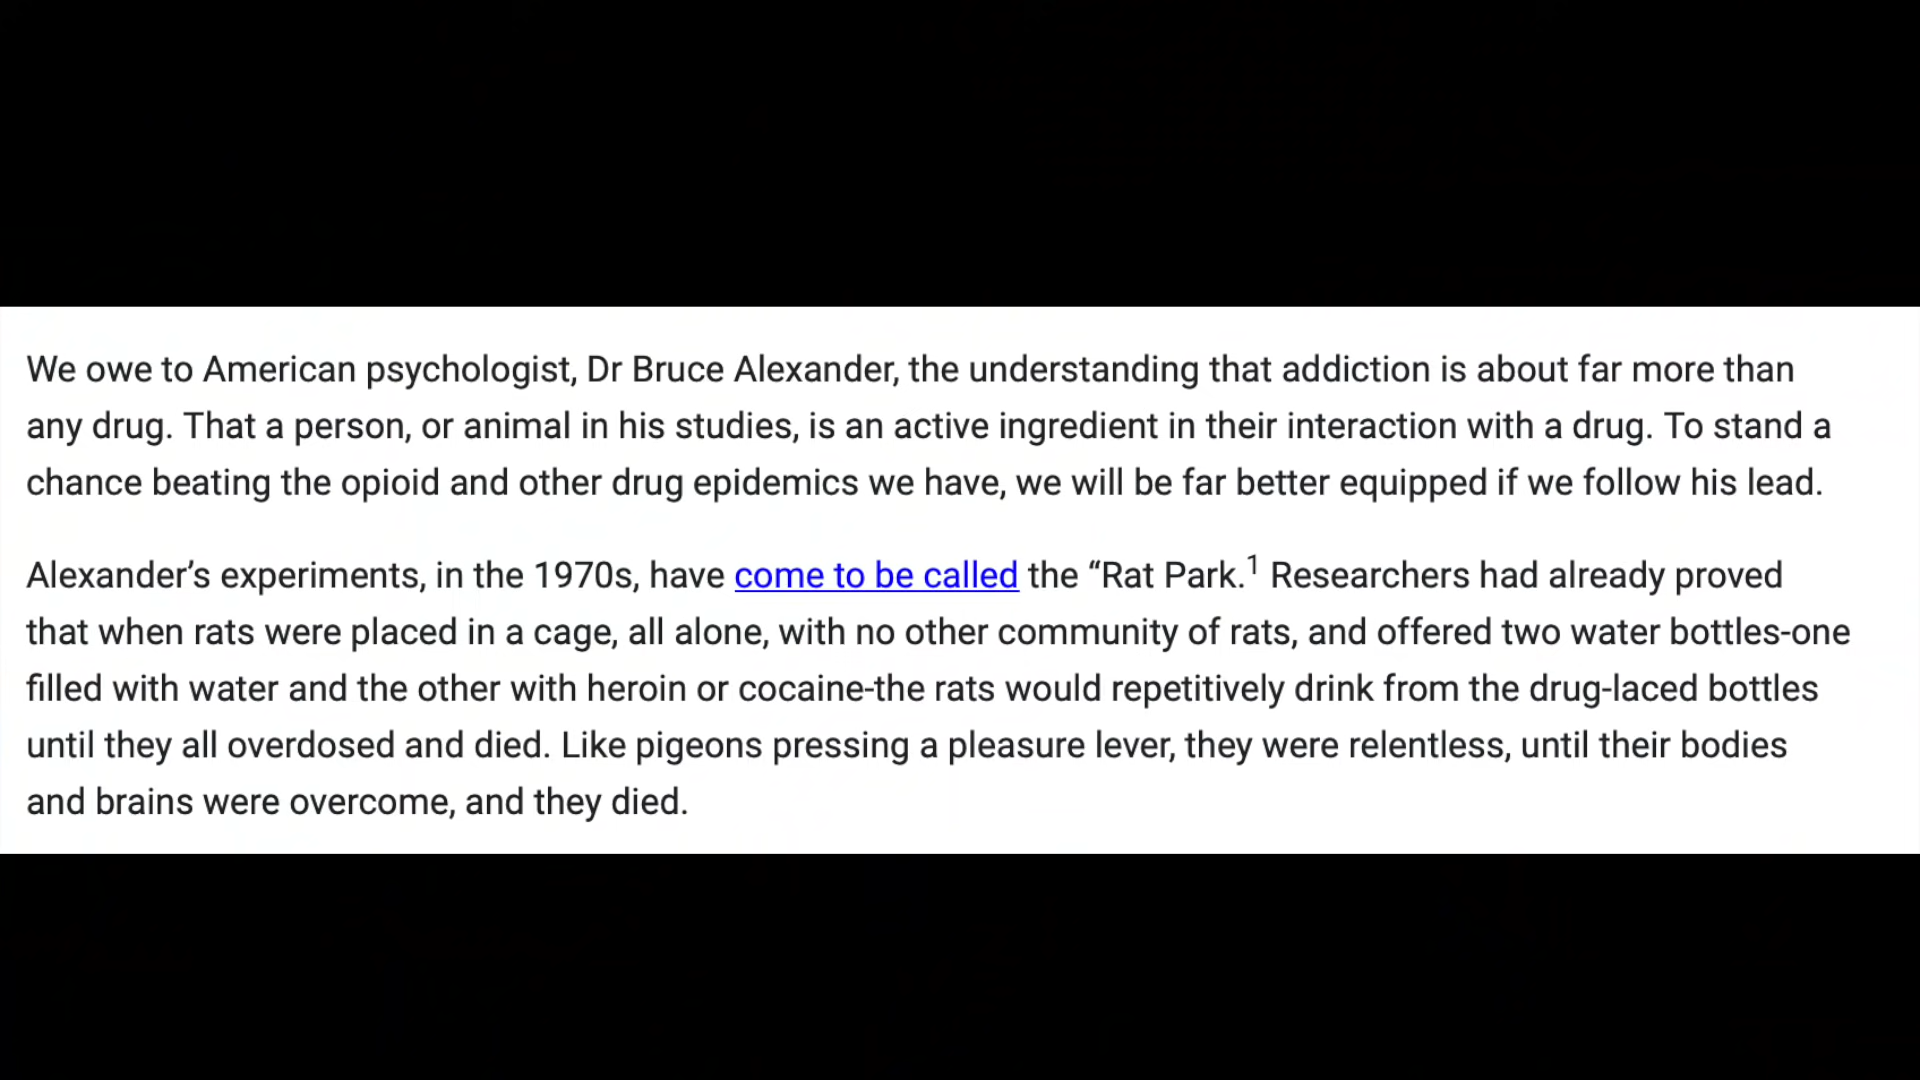 We owe to American psychologist, Dr Bruce Alexander, the understanding that addiction is about far more than
any drug. That a person, or animal in his studies, is an active ingredient in their interaction with a drug. To stand a
chance beating the opioid and other drug epidemics we have, we will be far better equipped if we follow his lead.
Alexander’s experiments, in the 1970s, have come to be called the “Rat Park.1 Researchers had already proved
that when rats were placed in a cage, all alone, with no other community of rats, and offered two water bottles-one
filled with water and the other with heroin or cocaine-the rats would repetitively drink from the drug-laced bottles
until they all overdosed and died. Like pigeons pressing a pleasure lever, they were relentless, until their bodies
and brains were overcome, and they died.